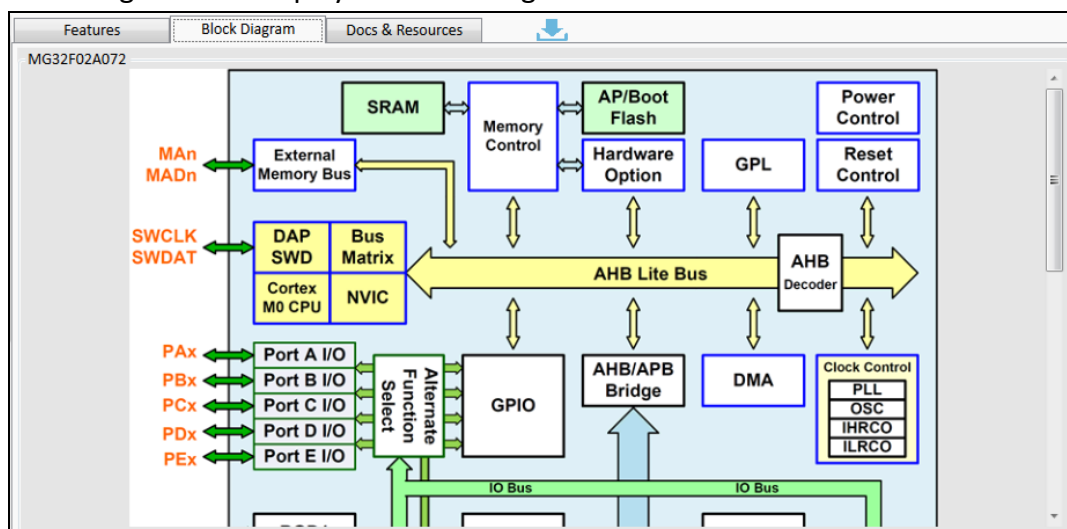 Features
Block Diagram
Docs & Resources
MG32F02A072
SRAM
Memory
Control
AP/Boot
Flash
Power
Control
MAn
MADn
External
Memory Bus
Hardware
Option
GPL
Reset
Control
SWCLK
SWDAT
DAP
SWD
Bus
Matrix
Cortex
M0 CPU
NVIC
AHB Lite Bus
AHB
Decoder
PAx
PBx
PCx
PDx
PEx
Port A I/O
Port B I/O
Port C I/O
Port D I/O
Port E I/O
Alternate
Function
Select
GPIO
AHB/APB
Bridge
DMA
Clock Control
PLL
OSC
IHRCO
ILRCO
IO Bus
IO Bus